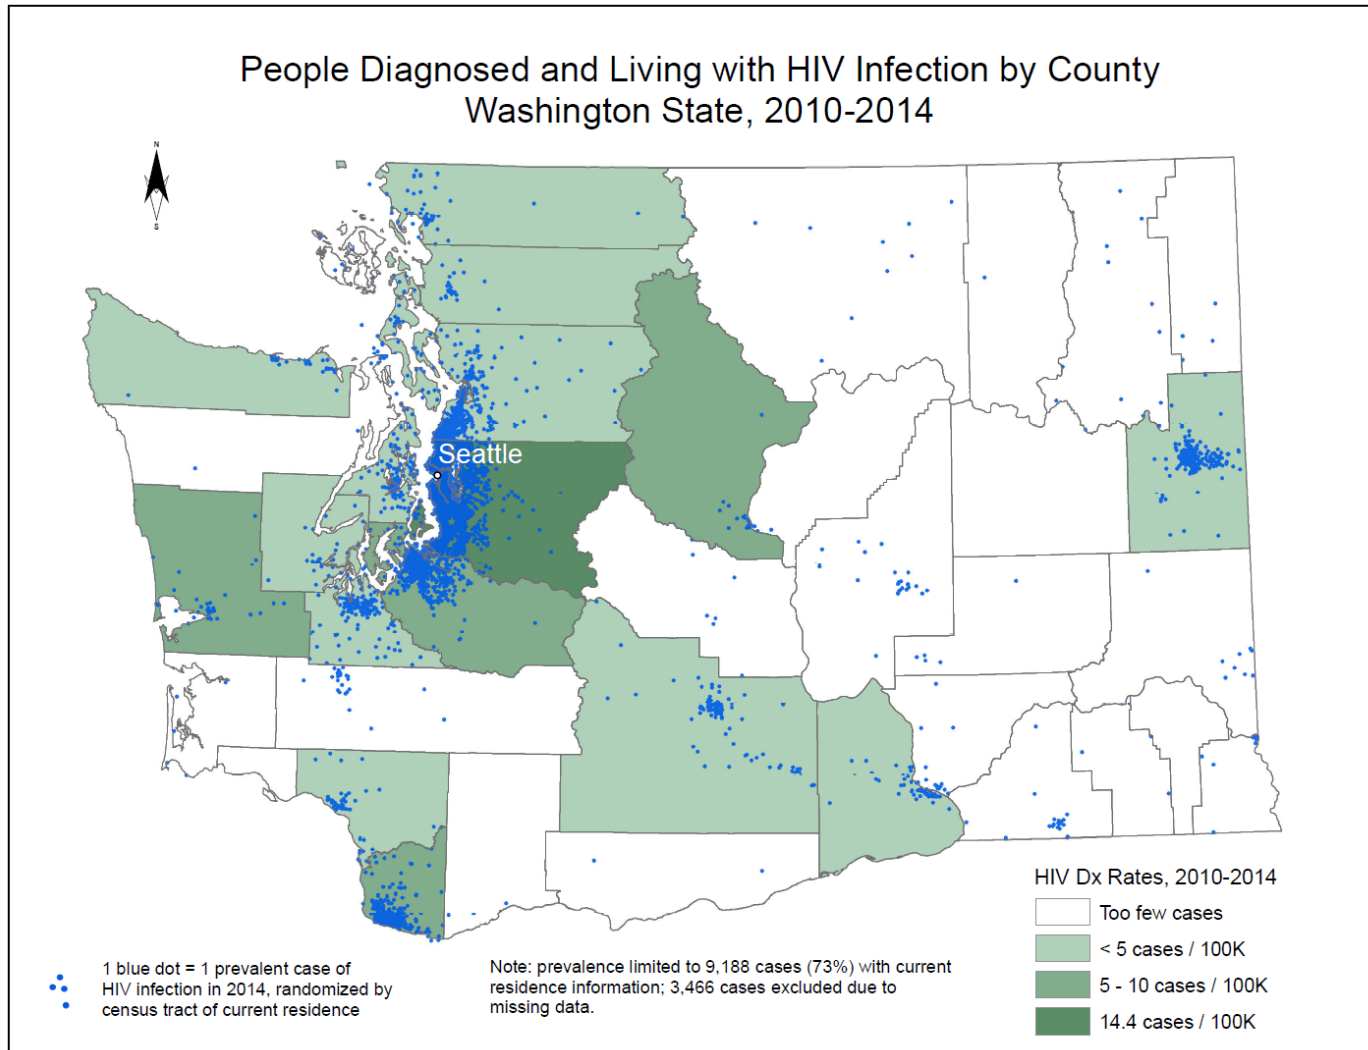 People Diagnosed and Living with HIV Infection by County
Washington State, 2010-2014
N
S
Seattle
HIV Dx Rates, 2010-2014
Too few cases
< 5 cases / 100K
5 - 10 cases / 100K
14.4 cases / 100K
1 blue dot = 1 prevalent case of
HIV infection in 2014, randomized by
census tract of current residence
Note: prevalence limited to 9,188 cases (73%) with current
residence information; 3,466 cases excluded due to
missing data.